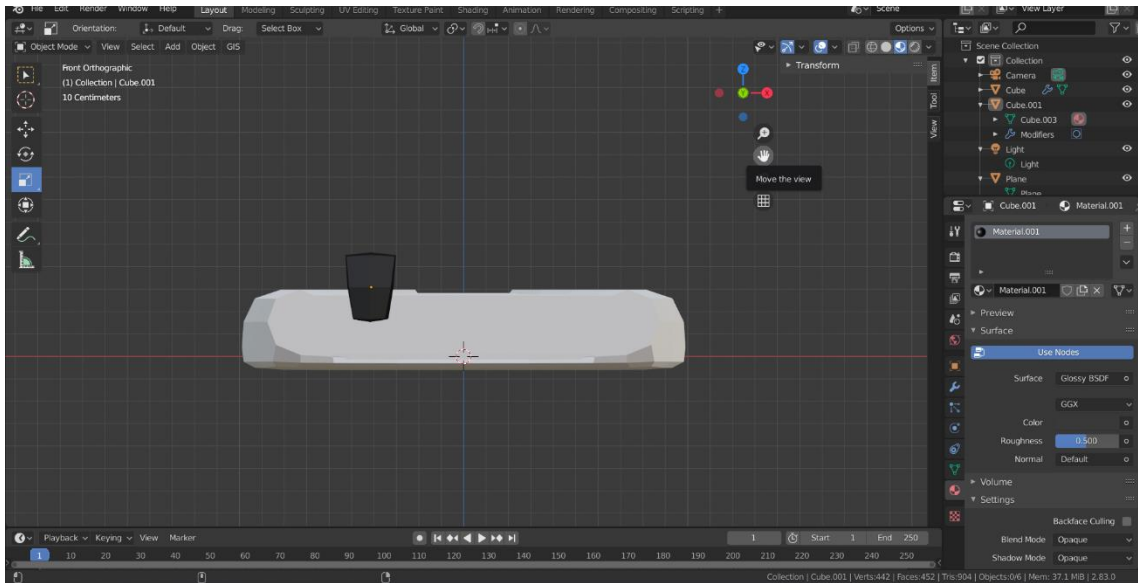 File Edit Render Window Help Layout Modeling Sculpting UV Editing Texture Paint Shading Animation Rendering Compositing Scripting + Scene View Layer
Orientation: Default Drag: Select Box Global Options
Object Mode View Select Add Object GIS
Front Orthographic
(1) Collection | Cube.001
10 Centimeters
Transform
Item
Tool
View
Move the view
Scene Collection
Collection
Camera
Cube
Cube.001
Cube.003
Modifiers
Light
Light
Plane
Plane
Cube.001 Material.001
Material.001
Material.001
Preview
Surface
Use Nodes
Surface Glossy BSDF
GGX
Color
Roughness 0.500
Normal Default
Volume
Settings
Backface Culling
Blend Mode Opaque
Shadow Mode Opaque
Playback Keying View Marker 1 Start 1 End 250
1 10 20 30 40 50 60 70 80 90 100 110 120 130 140 150 160 170 180 190 200 210 220 230 240 250
Collection | Cube.001 | Verts:442 | Faces:452 | Tris:904 | Objects:0/6 | Mem: 37.1 MiB | 2.83.0